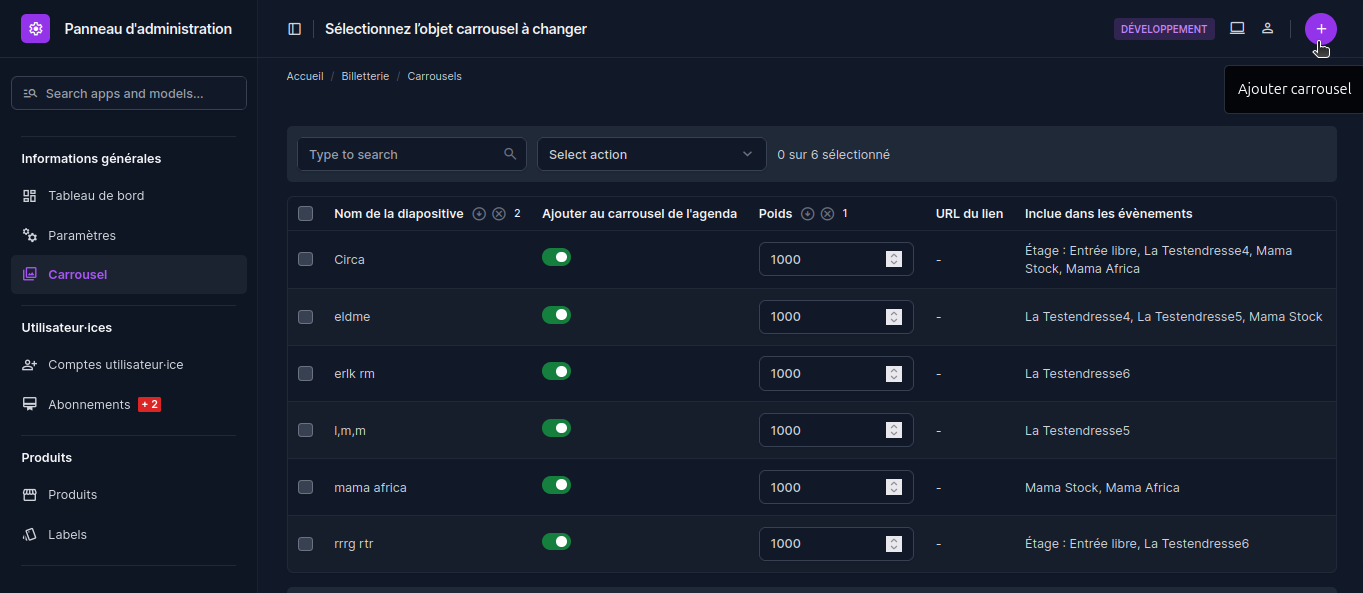 Panneau d'administration
Sélectionnez l'objet carrousel à changer
DÉVELOPPEMENT
Search apps and models...
Accueil / Billetterie / Carrousels
Ajouter carrousel
Informations générales
Tableau de bord
Paramètres
Carrousel
Utilisateur·ices
Comptes utilisateur·ice
Abonnements + 2
Produits
Produits
Labels
Type to search
Select action
0 sur 6 sélectionné
Nom de la diapositive 2 Ajouter au carrousel de l'agenda Poids 1 URL du lien Inclue dans les évènements
Circa 1000 - Étage : Entrée libre, La Testendresse4, Mama
Stock, Mama Africa
eldme 1000 - La Testendresse4, La Testendresse5, Mama Stock
erlk rm 1000 - La Testendresse6
l,m,m 1000 - La Testendresse5
mama africa 1000 - Mama Stock, Mama Africa
rrrg rtr 1000 - Étage : Entrée libre, La Testendresse6